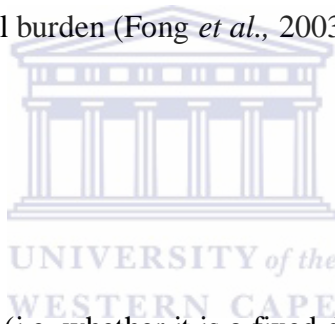 l burden (Fong et al., 2003
UNIVERSITY of the
(i.e. whether it is a fixed
WESTERN CAPE